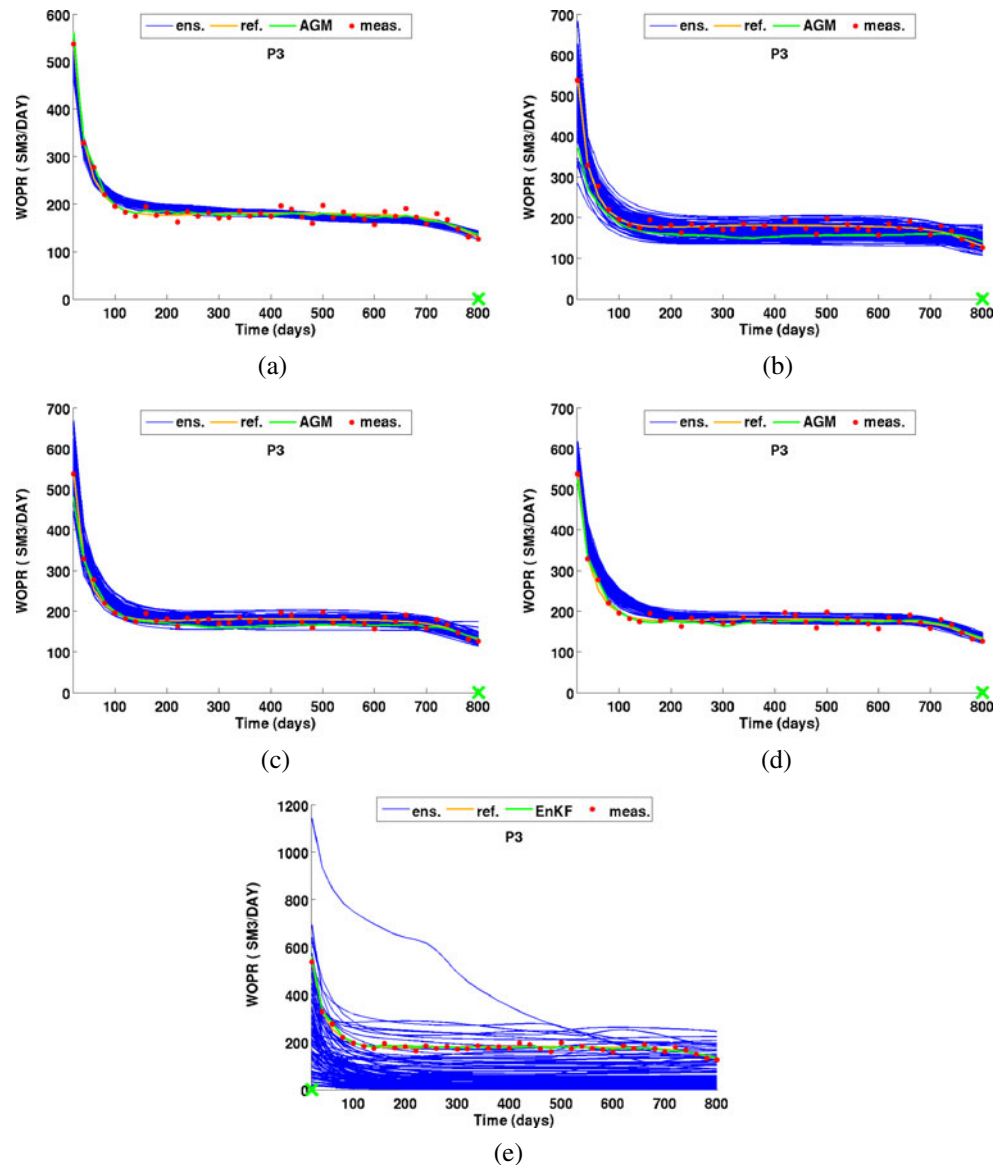 ens. ref. AGM meas.
P3
WOPR ( SM3/DAY)
600
500
400
300
200
100
0
100 200 300 400 500 600 700 800
Time (days)
(a)
ens. ref. AGM meas.
P3
WOPR ( SM3/DAY)
700
600
500
400
300
200
100
0
100 200 300 400 500 600 700 800
Time (days)
(b)
ens. ref. AGM meas.
P3
WOPR ( SM3/DAY)
700
600
500
400
300
200
100
0
100 200 300 400 500 600 700 800
Time (days)
(c)
ens. ref. AGM meas.
P3
WOPR ( SM3/DAY)
700
600
500
400
300
200
100
0
100 200 300 400 500 600 700 800
Time (days)
(d)
ens. ref. EnKF meas.
P3
WOPR ( SM3/DAY)
1200
1000
800
600
400
200
0
100 200 300 400 500 600 700 800
Time (days)
(e)